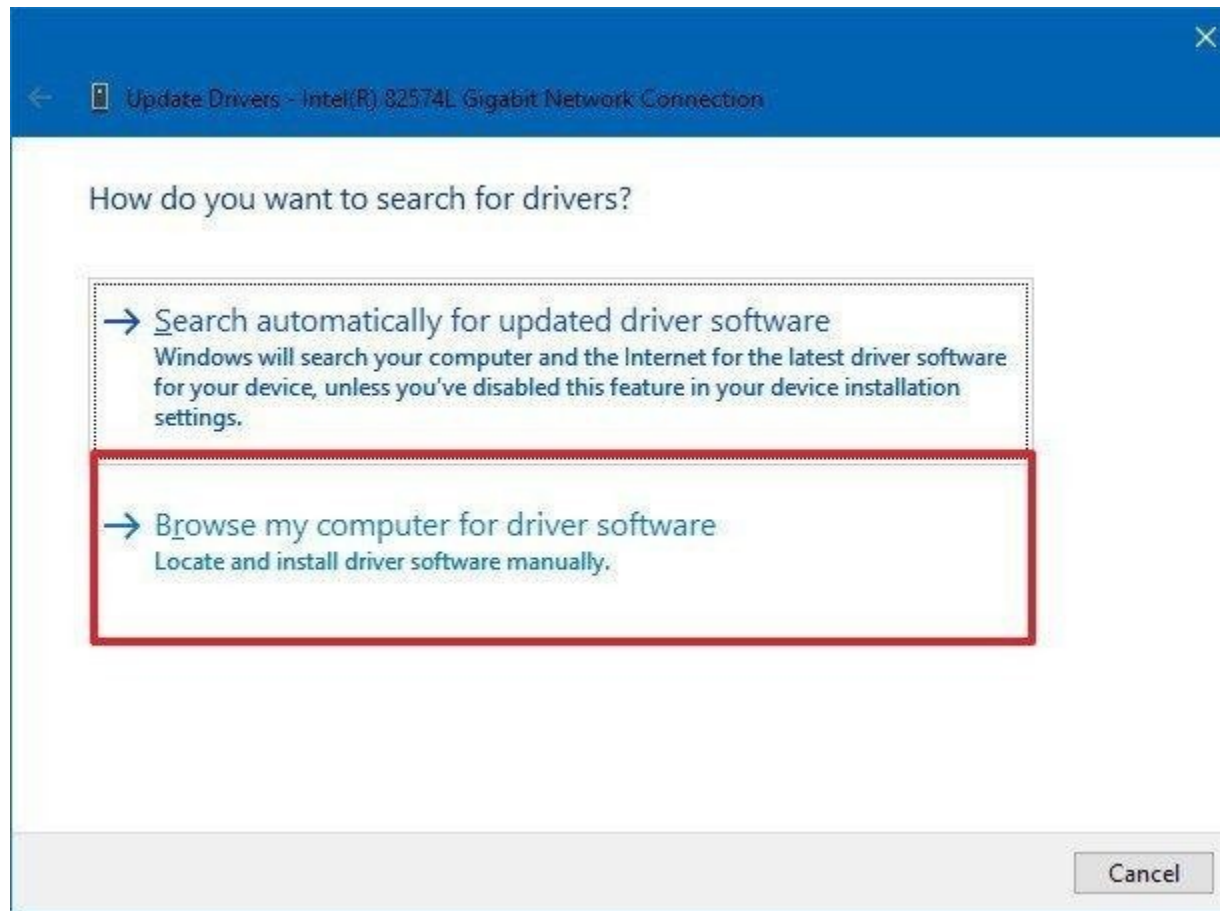 Update Drivers - Intel(R) 82574L Gigabit Network Connection
How do you want to search for drivers?
Search automatically for updated driver software
Windows will search your computer and the Internet for the latest driver software
for your device, unless you've disabled this feature in your device installation
settings.
Browse my computer for driver software
Locate and install driver software manually.
Cancel